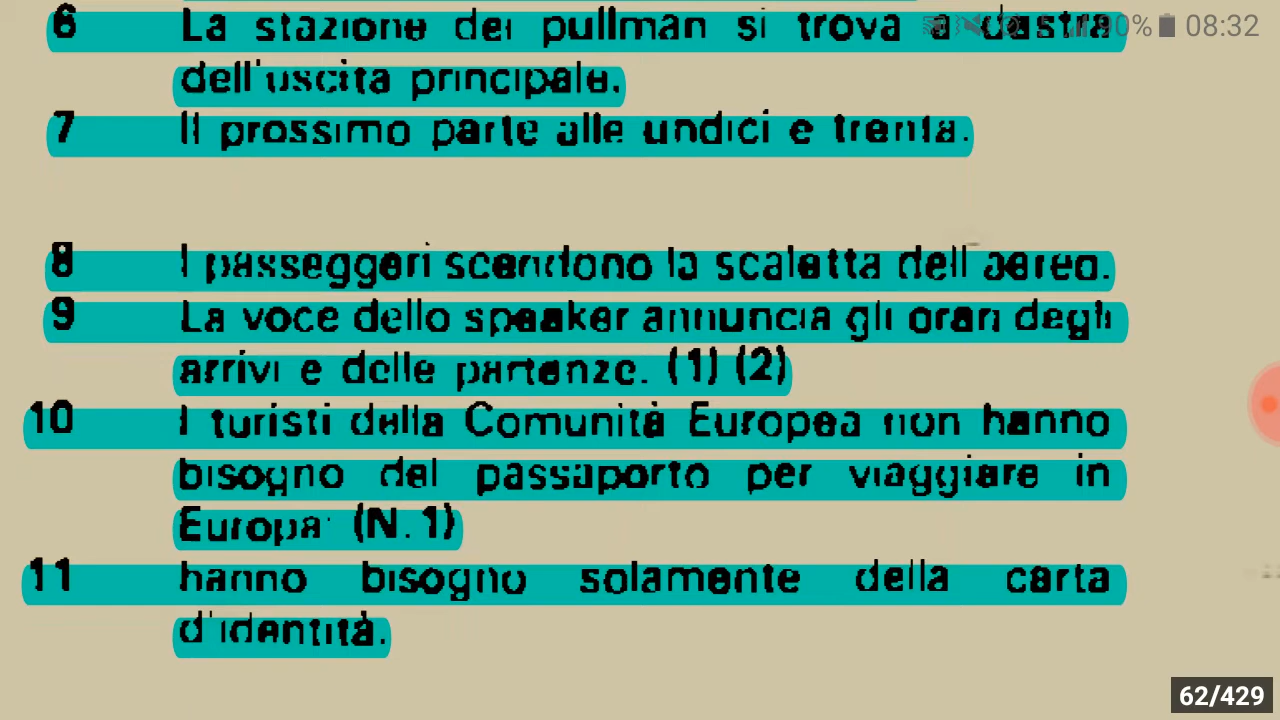 6 La stazione dei pullman si trova a destra
90% 08:32
dell'uscita principale.
7 Il prossimo parte alle undici e trenta.
8 I passeggeri scendono la scaletta dell'aereo.
9 La voce dello speaker annuncia gli orari degli
arrivi e delle partenze. (1) (2)
10 I turisti della Comunità Europea non hanno
bisogno del passaporto per viaggiare in
Europa: (N. 1)
11 hanno bisogno solamente della carta
d'identità.
62/429